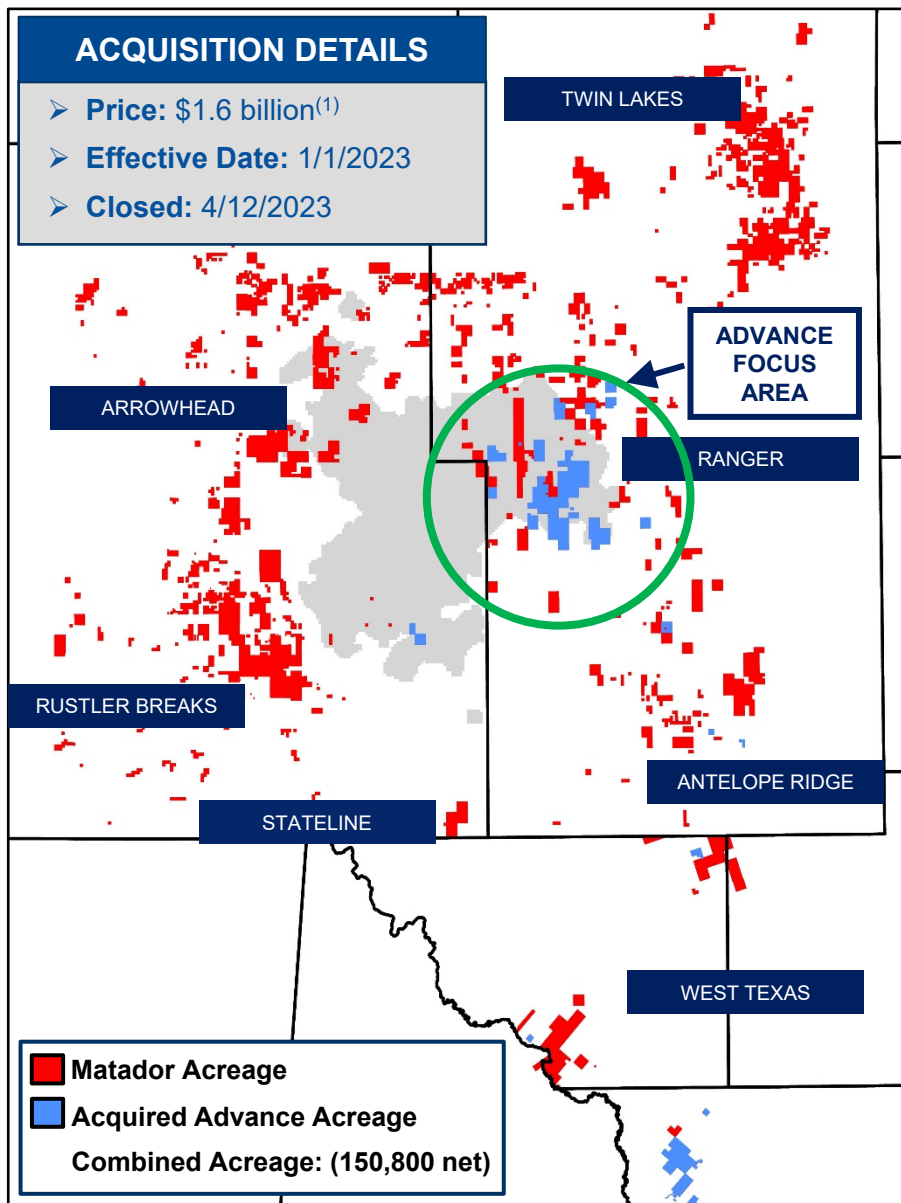 ACQUISITION DETAILS
➢ Price: $1.6 billion(1)
➢ Effective Date: 1/1/2023
➢ Closed: 4/12/2023
TWIN LAKES
ADVANCE
FOCUS
AREA
ARROWHEAD
RANGER
RUSTLER BREAKS
ANTELOPE RIDGE
STATELINE
WEST TEXAS
Matador Acreage
Acquired Advance Acreage
Combined Acreage: (150,800 net)